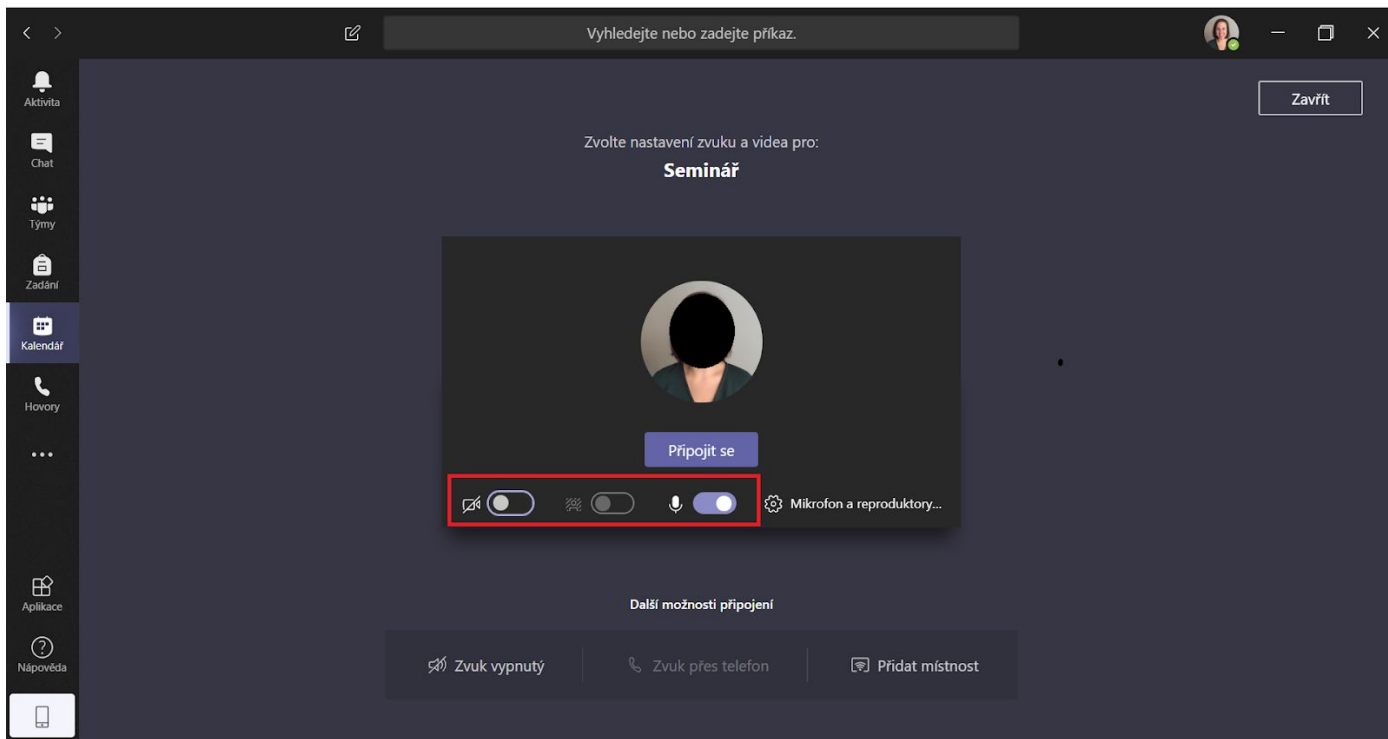 Vyhledejte nebo zadejte příkaz.
Aktivita
Chat
Týmy
Zadání
Kalendář
Hovory
Aplikace
Nápověda
Zavřít
Zvolte nastavení zvuku a videa pro:
Seminář
Připojit se
Mikrofon a reproduktory...
Další možnosti připojení
Zvuk vypnutý
Zvuk přes telefon
Přidat místnost